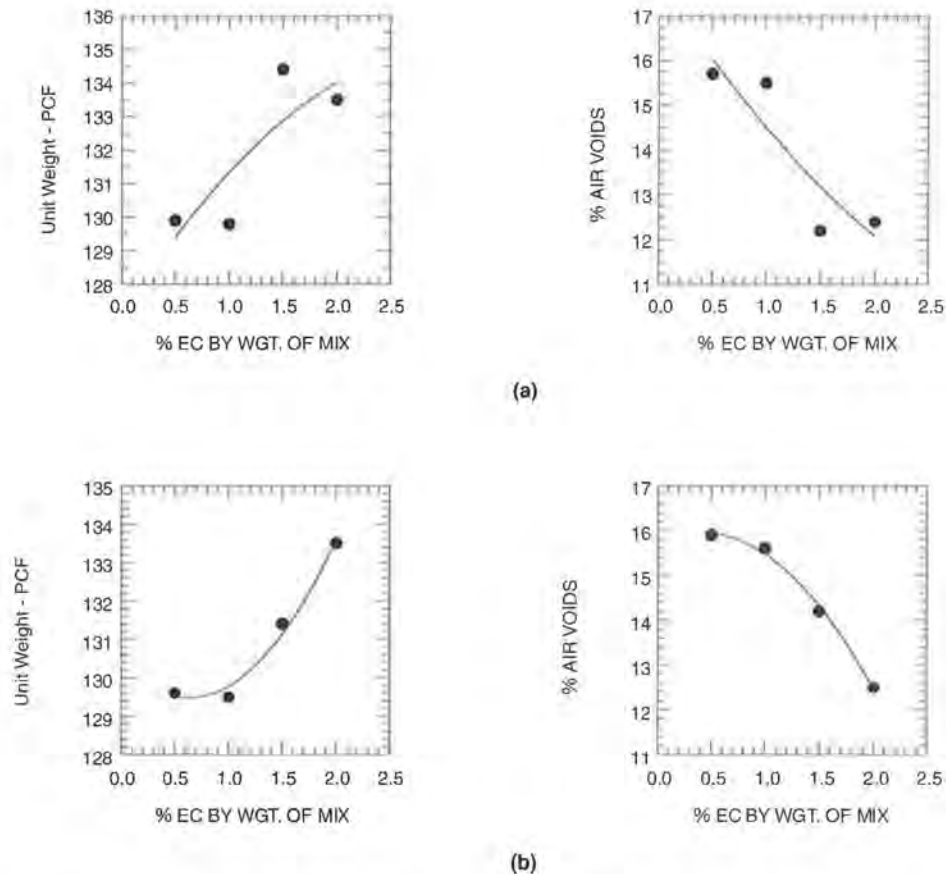 136
135
134
133
132
131
130
129
128
Unit Weight - PCF
0.0 0.5 1.0 1.5 2.0 2.5
% EC BY WGT. OF MIX
17
16
15
14
13
12
11
% AIR VOIDS
0.0 0.5 1.0 1.5 2.0 2.5
% EC BY WGT. OF MIX
(a)
135
134
133
132
131
130
129
128
Unit Weight - PCF
0.0 0.5 1.0 1.5 2.0 2.5
% EC BY WGT. OF MIX
17
16
15
14
13
12
11
% AIR VOIDS
0.0 0.5 1.0 1.5 2.0 2.5
% EC BY WGT. OF MIX
(b)